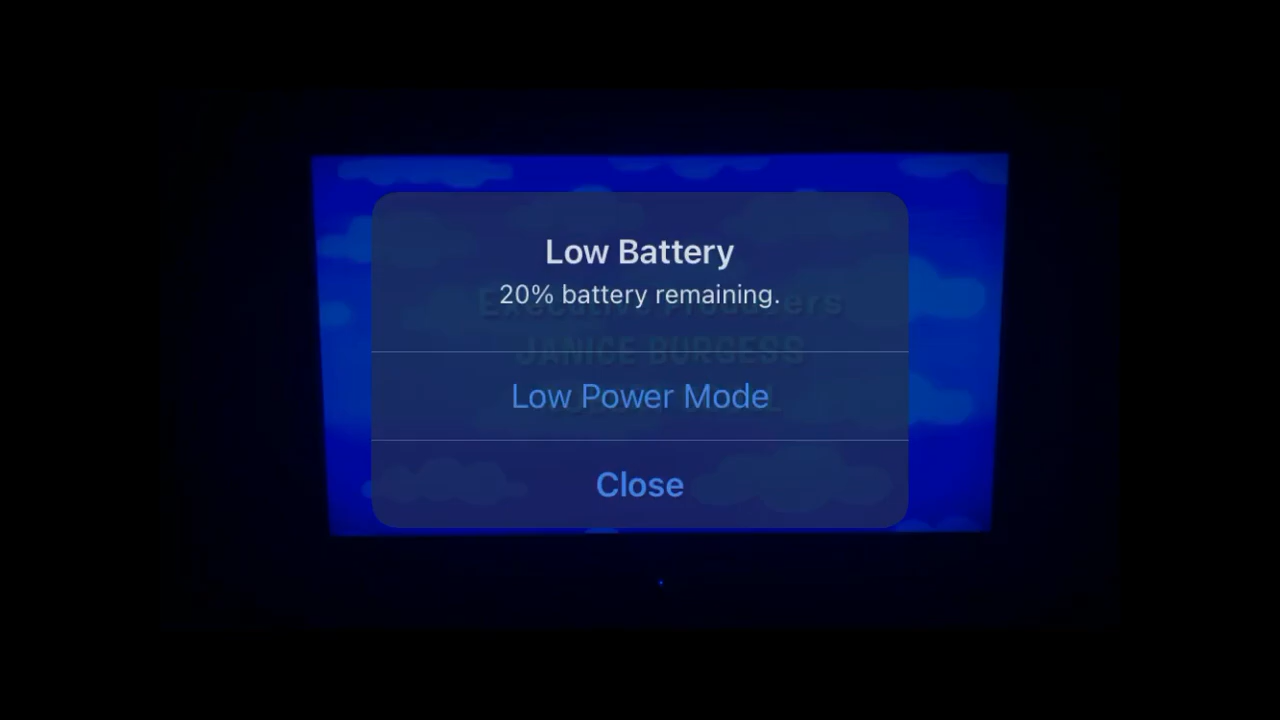 Low Battery
20% battery remaining.
Executive Producers
JANICE BURGESS
Low Power Mode
Close